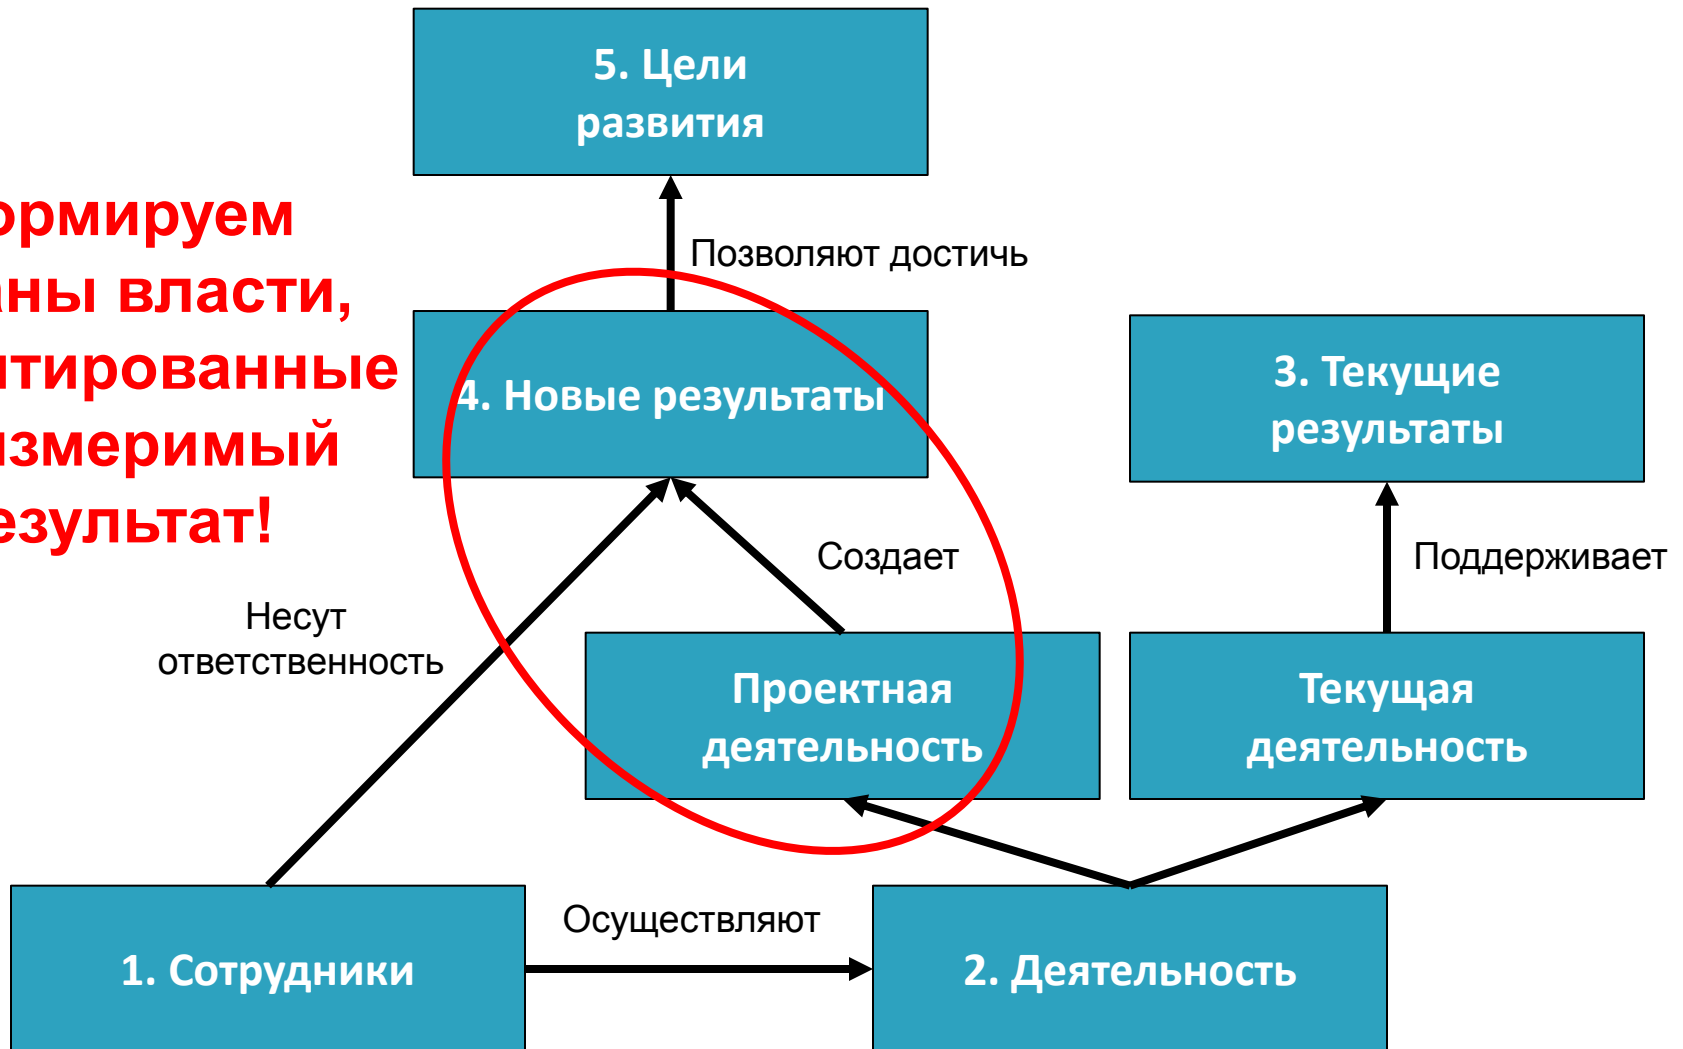 5. Цели
развития
ормируем
аны власти,
нтированные
измеримый
езультат!
Позволяют достичь
4. Новые результаты
3. Текущие
результаты
Создает
Поддерживает
Несут
ответственность
Проектная
деятельность
Текущая
деятельность
Осуществляют
1. Сотрудники
2. Деятельность